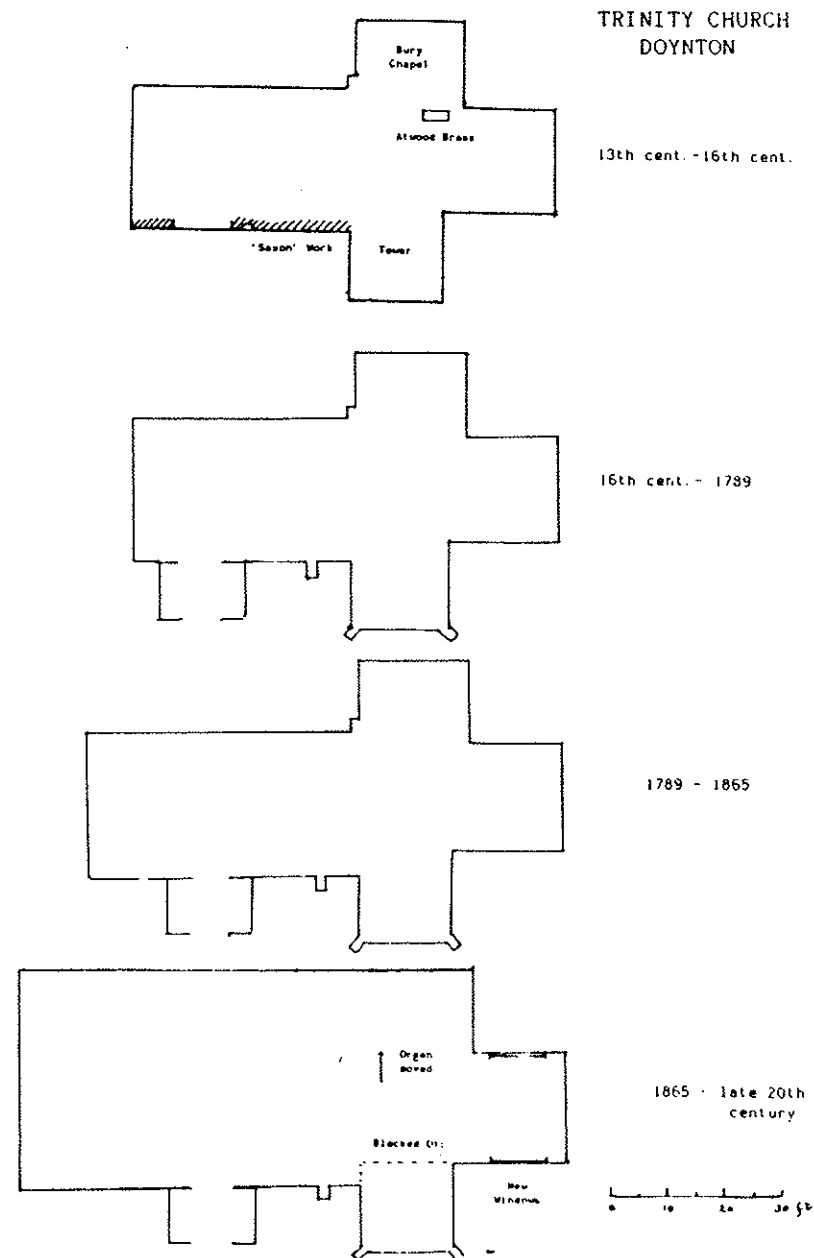 TRINITY CHURCH
DOYNTON
Bury
Chapel
Atwood Brass
13th cent.-16th cent.
'Saxon' Work
Tower
16th cent.- 1789
1789 - 1865
Organ
moved
1865 - late 20th
century
Blocked
New
Windows
0 10 20 30 ft